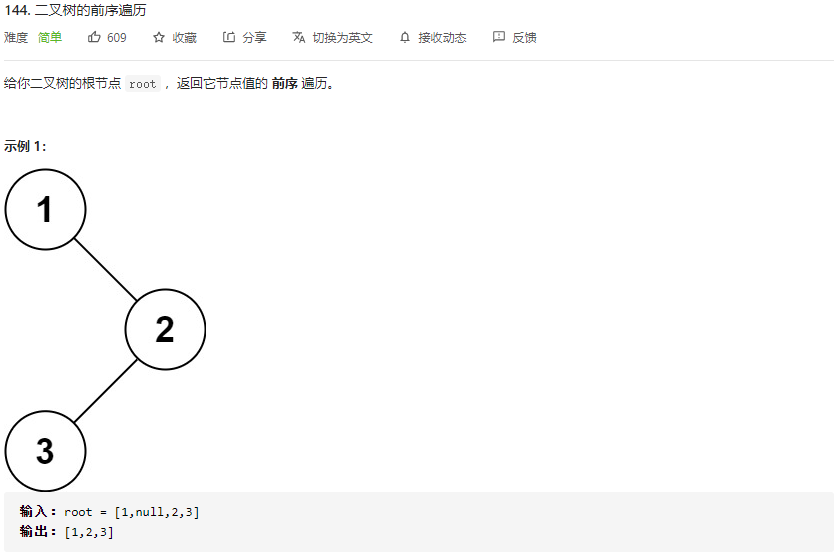 144. 二叉树的前序遍历
难度 简单 609 收藏 分享 切换为英文 接收动态 反馈
给你二叉树的根节点 root ，返回它节点值的 前序 遍历。
示例 1：
1
2
3
输入：root = [1,null,2,3]
输出：[1,2,3]